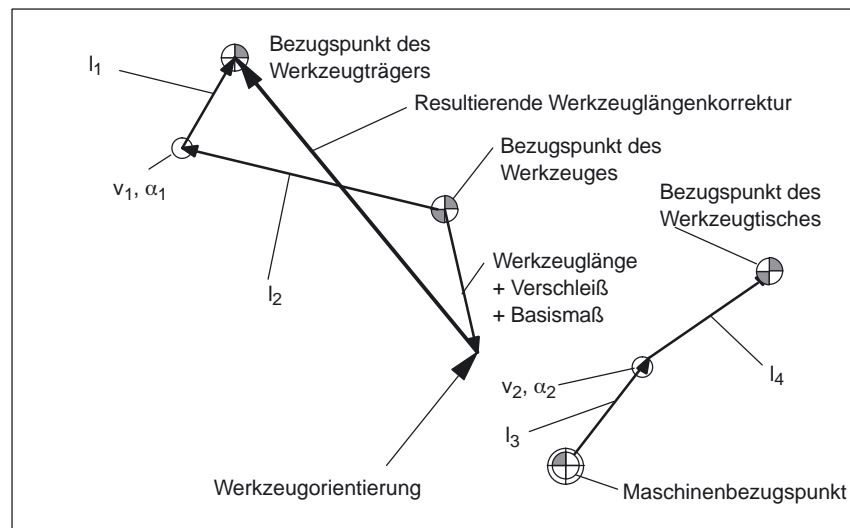 Bezugspunkt des
Werkzeugträgers
l1
Resultierende Werkzeuglängenkorrektur
Bezugspunkt des
Werkzeuges
v1, α1
Bezugspunkt des
Werkzeugtisches
Werkzeuglänge
+ Verschleiß
+ Basismaß
l2
v2, α2
l4
l3
Werkzeugorientierung
Maschinenbezugspunkt